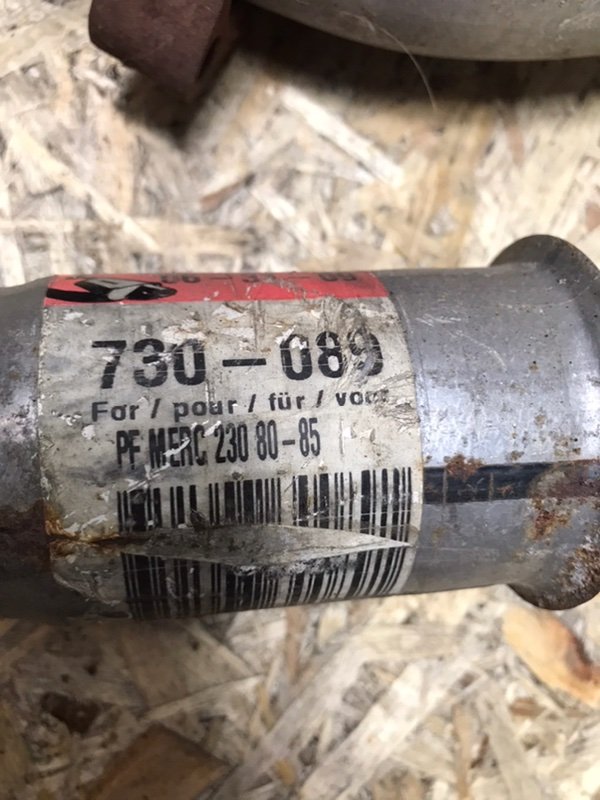 730-089
For / pour / für / voor
PF MERC 230 80-85